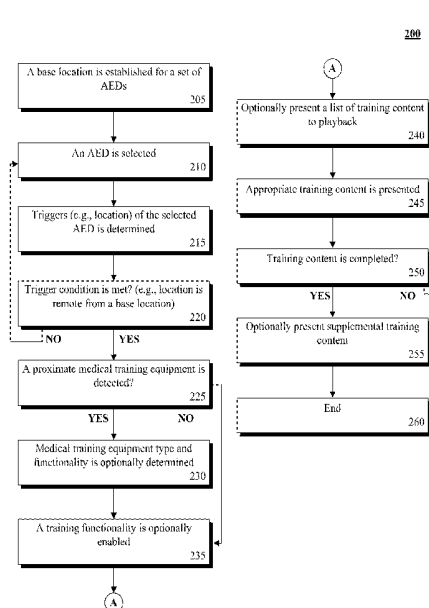 200
A base location is established for a set of
AEDs
205
An AED is selected
210
Triggers (e.g., location) of the selected
AED is determined
215
Trigger condition is met? (e.g., location is
remote from a base location)
220
NO
YES
A proximate medical training equipment is
detected?
225
YES
NO
Medical training equipment type and
functionality is optionally determined
230
A training functionality is optionally
enabled
235
A
A
Optionally present a list of training content
to playback
240
Appropriate training content is presented
245
Training content is completed?
250
YES
NO
Optionally present supplemental training
content
255
End
260